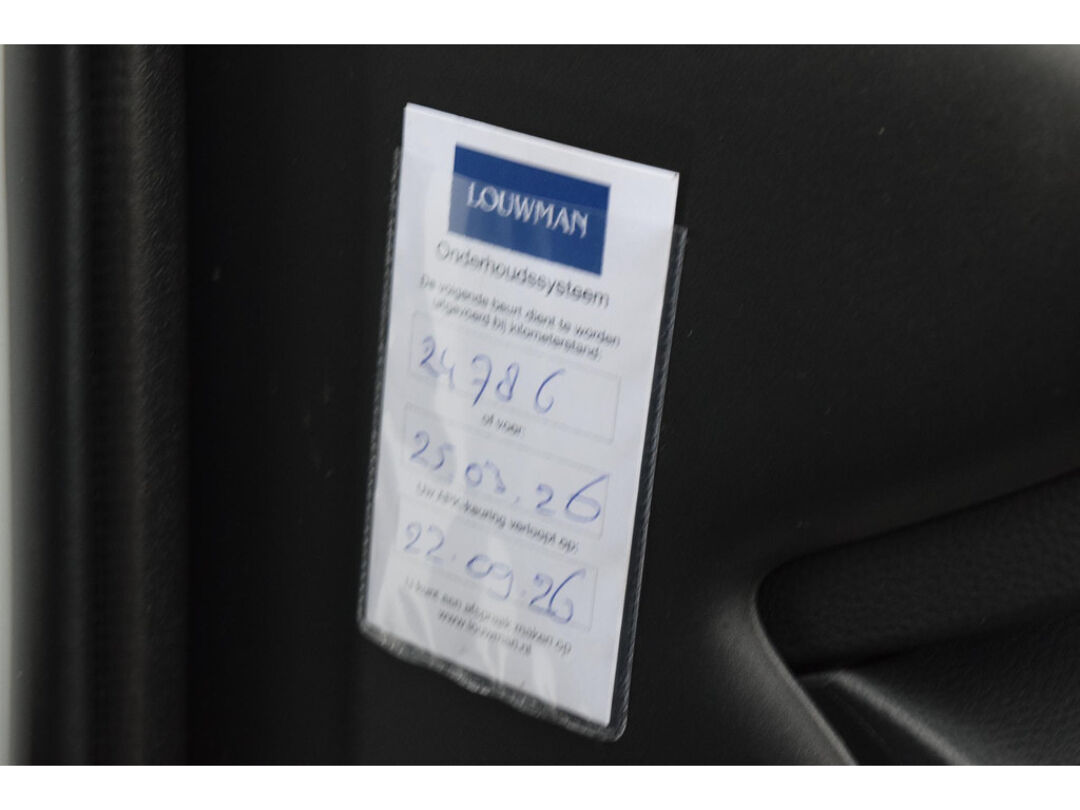 LOUWMAN
Onderhoudssysteem
De volgende beurt dient te worden
uitgevoerd bij kilometerstand:
24786
of voor:
25.03.26
Uw APK-keuring verloopt op:
22.09.26
U kunt een afspraak maken op
www.louwman.nl